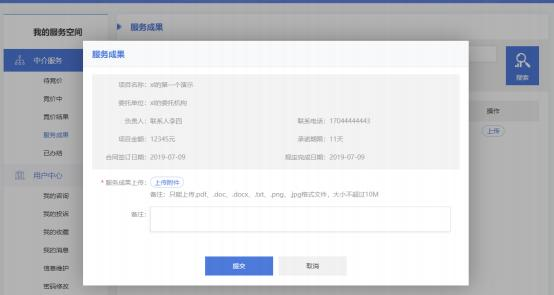 我的服务空间
服务成果
中介服务
待竞价
竞价中
竞价结果
服务成果
已办结
用户中心
我的咨询
我的投诉
我的收藏
我的消息
信息维护
密码修改
搜索
操作
上传
服务成果
项目名称: xl的第一个演示
委托单位: xl的委托机构
负责人: 联系人李四 联系电话: 17044444443
项目金额: 12345元 承诺期限: 11天
合同签订日期: 2019-07-09 规定完成日期: 2019-07-09
* 服务成果上传: 上传附件
备注: 只能上传.pdf、.doc、.docx、.txt、.png、.jpg格式文件, 大小不超过10M
备注:
提交 取消